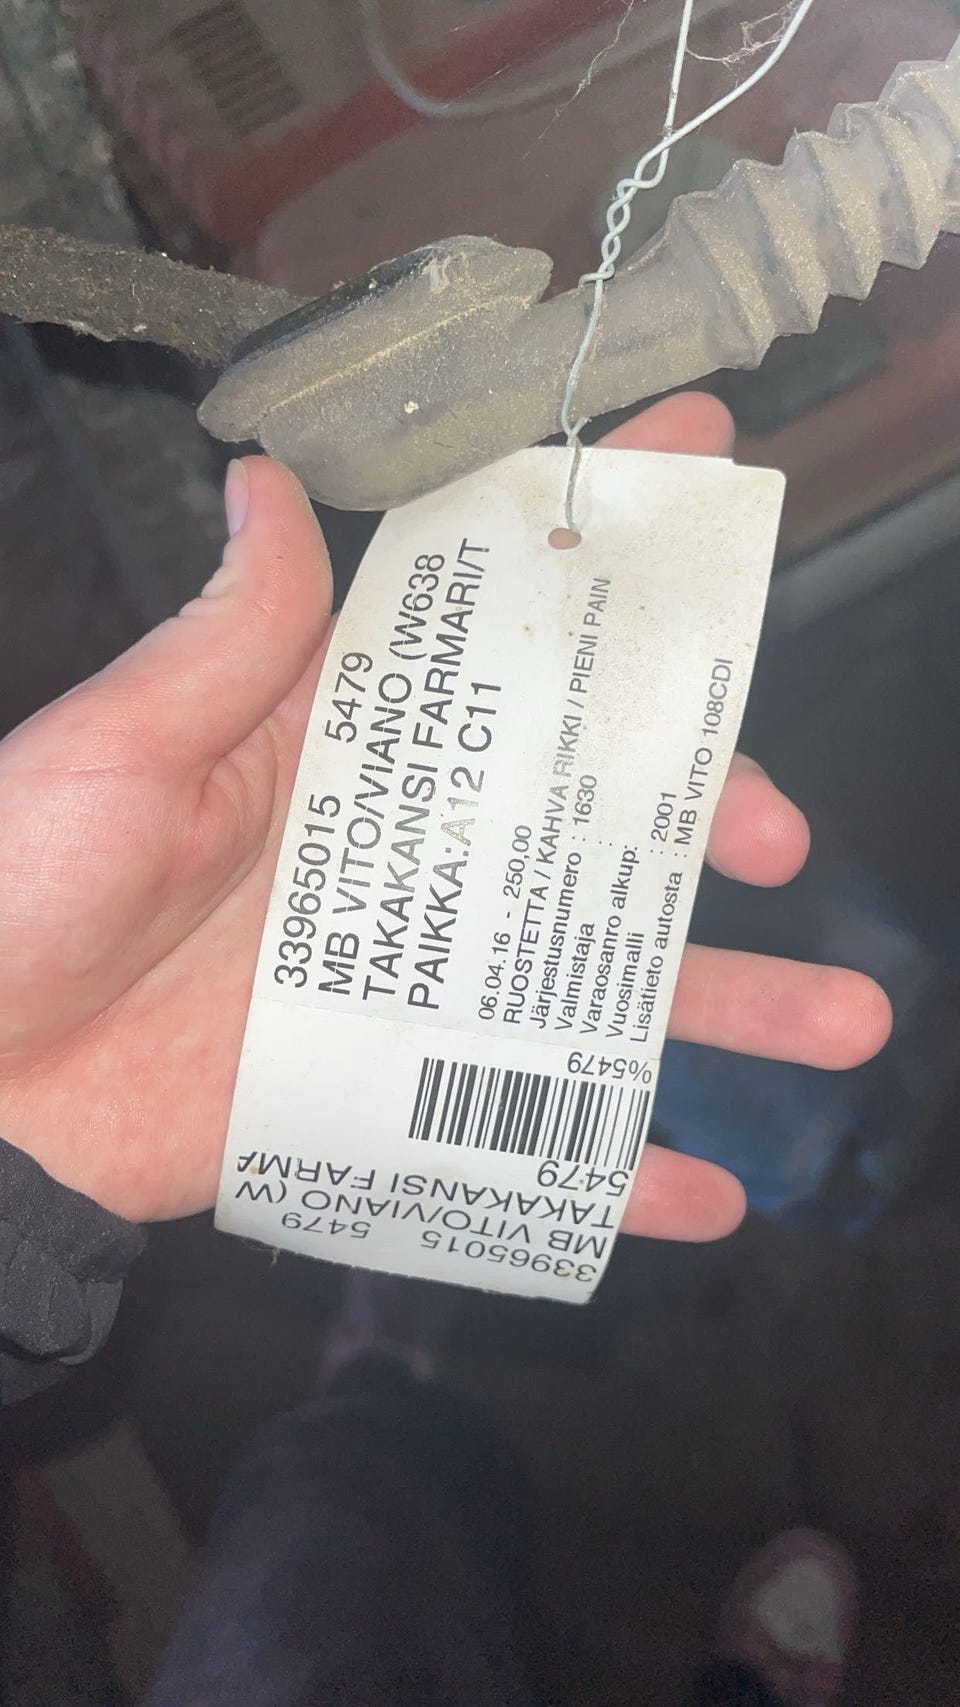 33965015 5479
MB VITO/VIANO (W638
TAKAKANSI FARMARI/T
PAIKKA:A12 C11
06.04.16 - 250,00
RUOSTETTA / KAHVA RIKKI / PIENI PAIN
Järjestusnumero : 1630
Valmistaja :
Varaosanro alkup:
Vuosimalli : 2001
Lisätieto autosta : MB VITO 108CDI
%5479
5479
TAKAKANSI FARMA
MB VITO/VIANO (W
33965015 5479